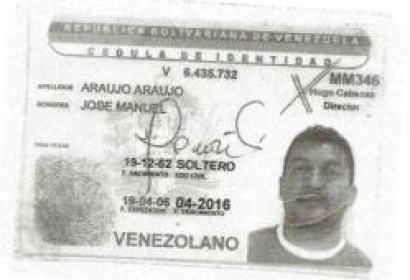 REPUBLICA BOLIVARIANA DE VENEZUELA
CEDULA DE IDENTIDAD
V 6.435.732
MM346
APELLIDOS ARAUJO ARAUJO
Hugo Cabezas
NOMBRES JOSE MANUEL
Director
19-12-62 SOLTERO
F. NACIMIENTO EDO CIVIL
19-04-06 04-2016
F. EXPEDICION F. VENCIMIENTO
VENEZOLANO